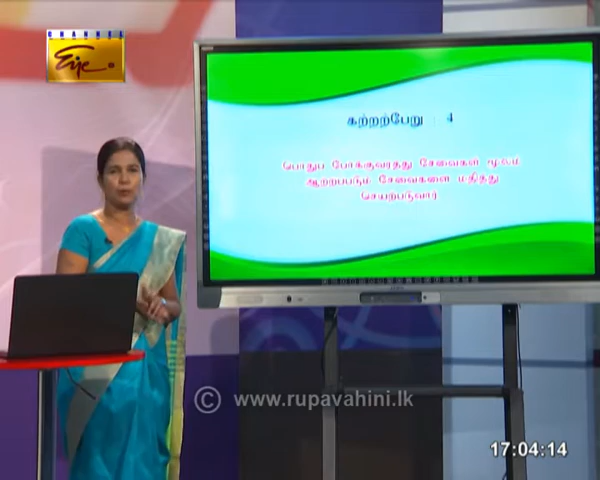 CHANNEL
Eye
கற்றற்பேறு : 4
பொதுப் போக்குவரத்து சேவைகள் மூலம்
ஆற்றப்படும் சேவைகளை மதித்து
செயற்படுவார்
© www.rupavahini.lk
17:04:14